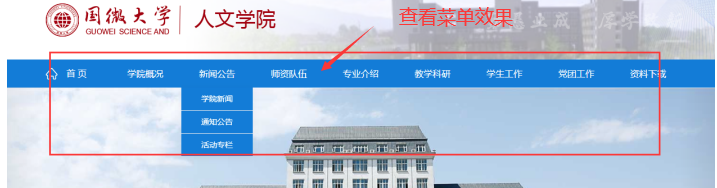 国微大学 人文学院
GUOWEI SCIENCE AND
查看菜单效果
首页 学院概况 新闻公告 师资队伍 专业介绍 教学科研 学生工作 党团工作 资料下载
学院新闻
通知公告
活动专栏